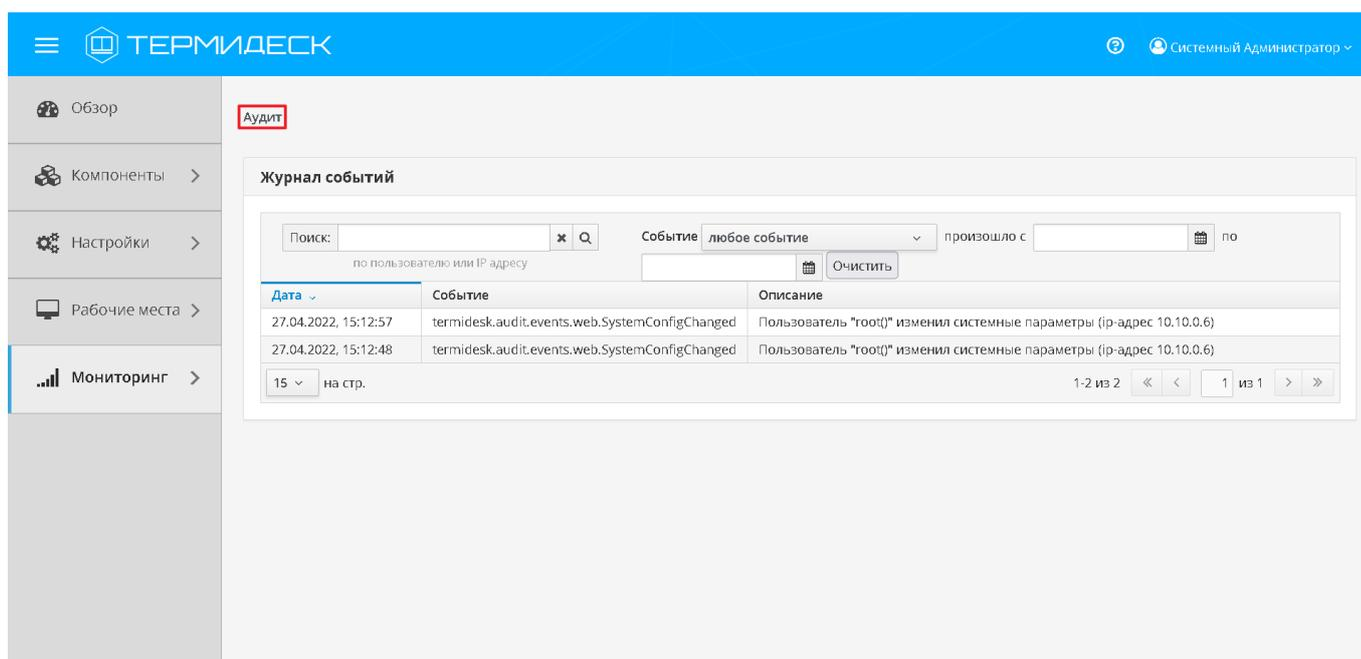 ТЕРМИДЕСК
Системный Администратор
Обзор
Компоненты
Настройки
Рабочие места
Мониторинг
Аудит
Журнал событий
Поиск: Событие любое событие произошло с по
по пользователю или IP адресу Очистить
Дата Событие Описание
27.04.2022, 15:12:57 termidesk.audit.events.web.SystemConfigChanged Пользователь "root()" изменил системные параметры (ip-адрес 10.10.0.6)
27.04.2022, 15:12:48 termidesk.audit.events.web.SystemConfigChanged Пользователь "root()" изменил системные параметры (ip-адрес 10.10.0.6)
15 на стр. 1-2 из 2 « < 1 из 1 > »